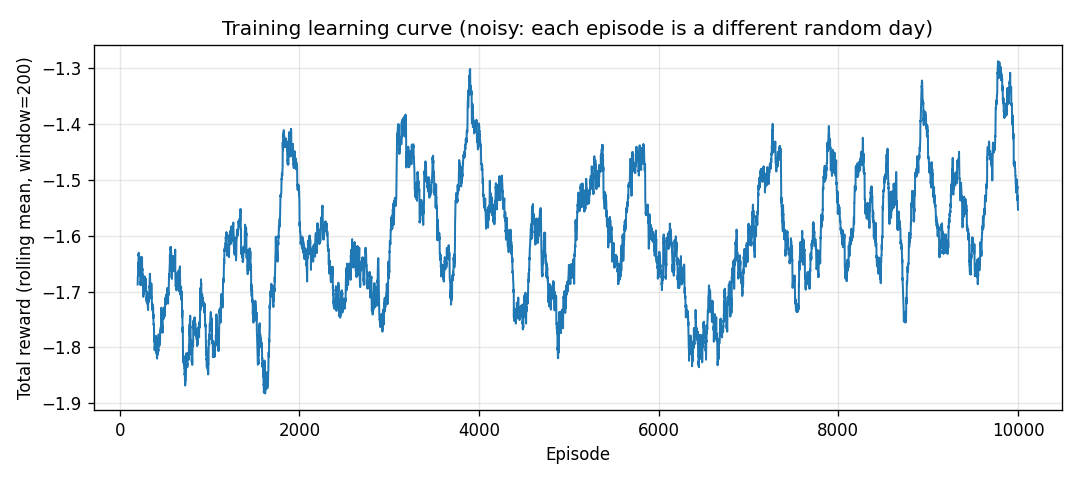 Training learning curve (noisy: each episode is a different random day)
Total reward (rolling mean, window=200)
−1.3
−1.4
−1.5
−1.6
−1.7
−1.8
−1.9
0 2000 4000 6000 8000 10000
Episode